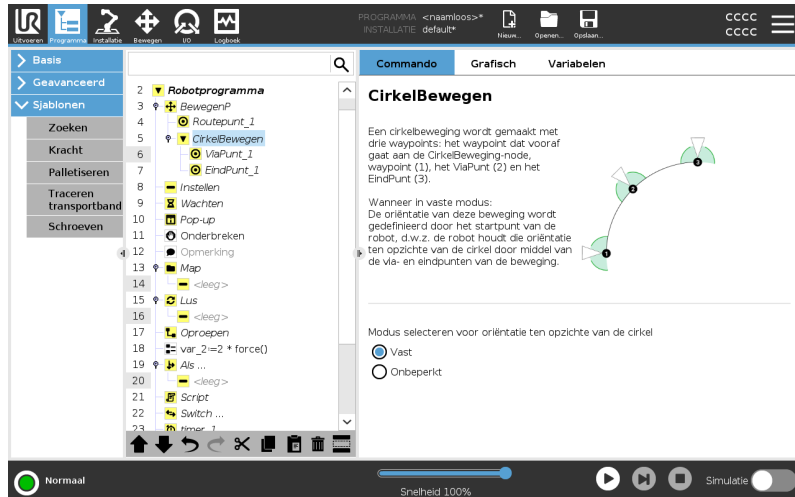 UR
Uitvoeren Programma Installatie Bewegen I/O Logboek
PROGRAMMA <naamloos>*
INSTALLATIE default*
Nieuw... Openen... Opslaan...
cccc
cccc
Basis
Geavanceerd
Sjablonen
Zoeken
Kracht
Palletiseren
Traceren
transportband
Schroeven
2 Robotprogramma
3 BewegenP
4 Routepunt_1
5 CirkelBewegen
6 ViaPunt_1
7 EindPunt_1
8 Instellen
9 Wachten
10 Pop-up
11 Onderbreken
12 Opmerking
13 Map
14 <leeg>
15 Lus
16 <leeg>
17 Oproepen
18 var_2:=2 * force()
19 Als ...
20 <leeg>
21 Script
22 Switch ...
23 timer_1
Commando Grafisch Variabelen
CirkelBewegen
Een cirkelbeweging wordt gemaakt met
drie waypoints: het waypoint dat vooraf
gaat aan de CirkelBeweging-node,
waypoint (1), het ViaPunt (2) en het
EindPunt (3).
Wanneer in vaste modus:
De oriëntatie van deze beweging wordt
gedefinieerd door het startpunt van de
robot, d.w.z. de robot houdt die oriëntatie
ten opzichte van de cirkel door middel van
de via- en eindpunten van de beweging.
1
2
3
Modus selecteren voor oriëntatie ten opzichte van de cirkel
Vast
Onbeperkt
Normaal
Snelheid 100%
Simulatie